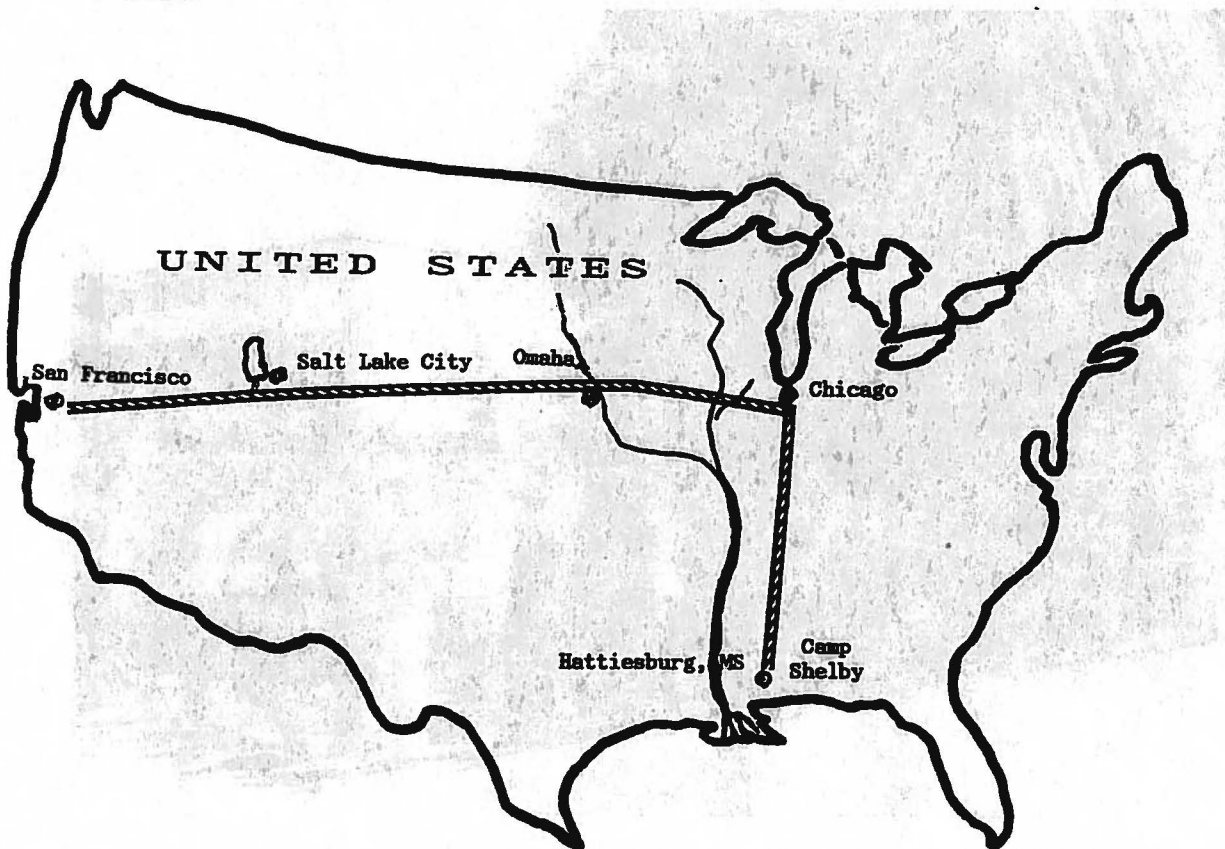 UNITED STATES
San Francisco
Salt Lake City
Omaha
Chicago
Hattiesburg, MS
Camp
Shelby